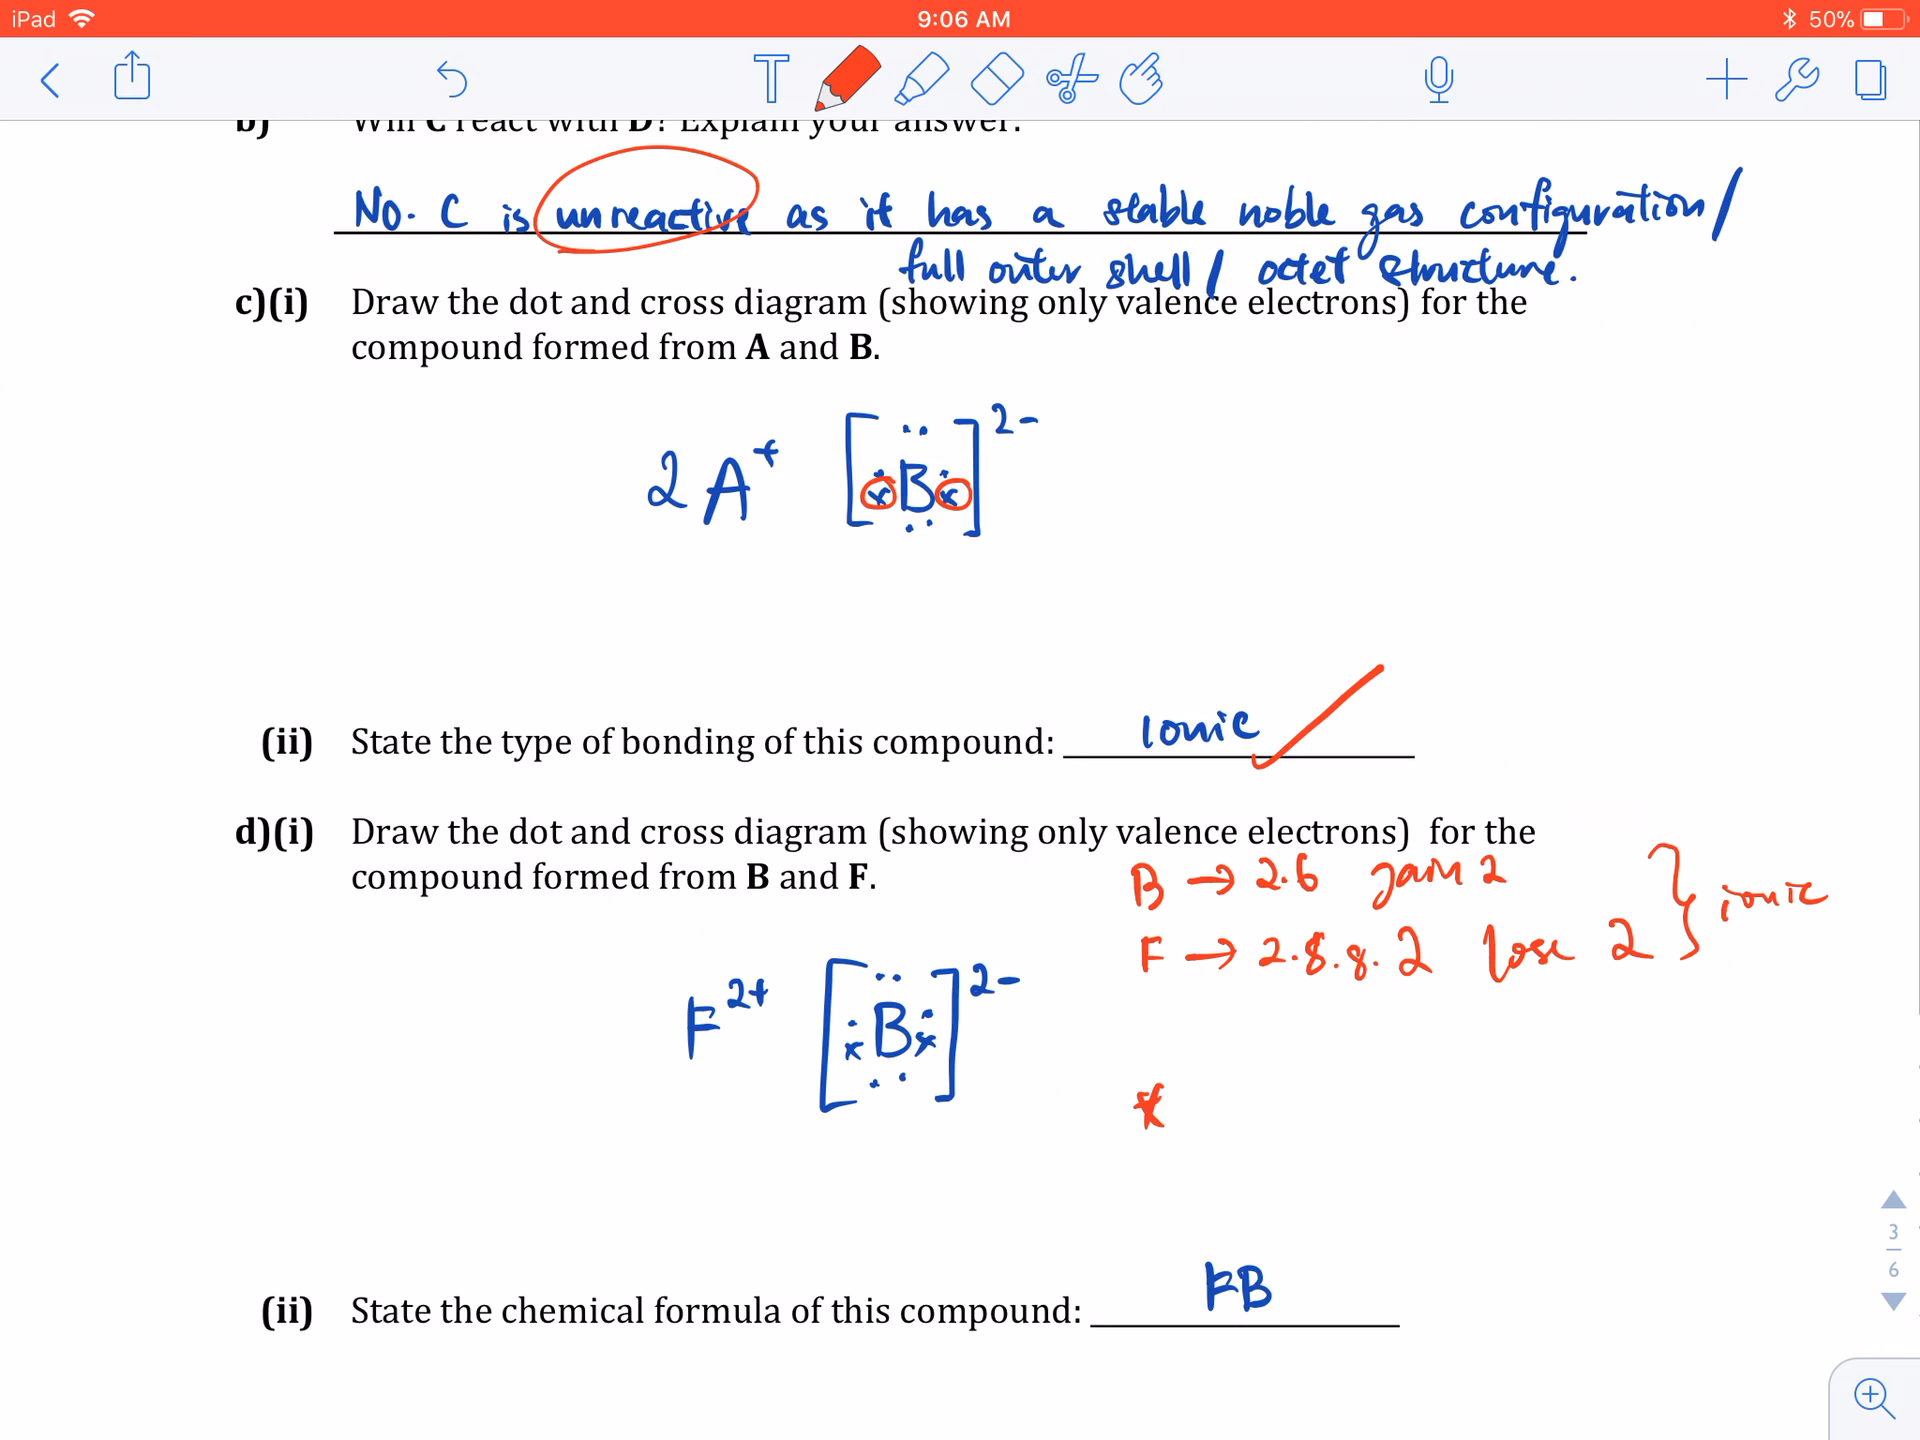 iPad 9:06 AM 50%
T
b) Will C react with D? Explain your answer.
No. C is unreactive as it has a stable noble gas configuration/
full outer shell/ octet structure.
c)(i) Draw the dot and cross diagram (showing only valence electrons) for the
compound formed from A and B.
2 A+ [B]2-
(ii) State the type of bonding of this compound: ionic
d)(i) Draw the dot and cross diagram (showing only valence electrons) for the
compound formed from B and F.
B → 2.6 gain 2
F → 2.8.8.2 lose 2 } ionic
F2+ [B]2-
*
3
6
(ii) State the chemical formula of this compound: FB